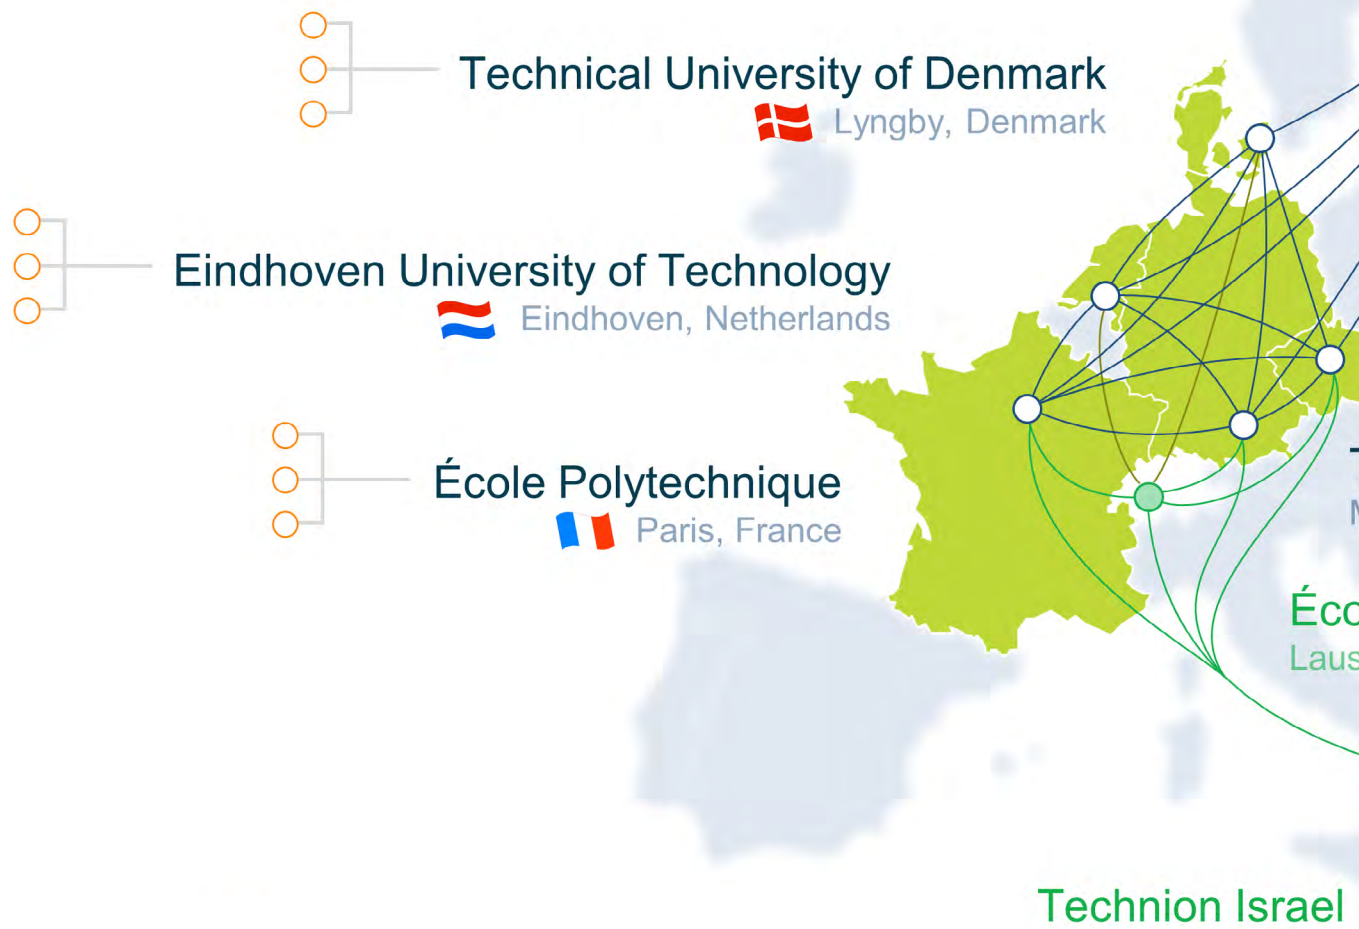 Technical University of Denmark
Lyngby, Denmark
Eindhoven University of Technology
Eindhoven, Netherlands
École Polytechnique
Paris, France
Technion Israel